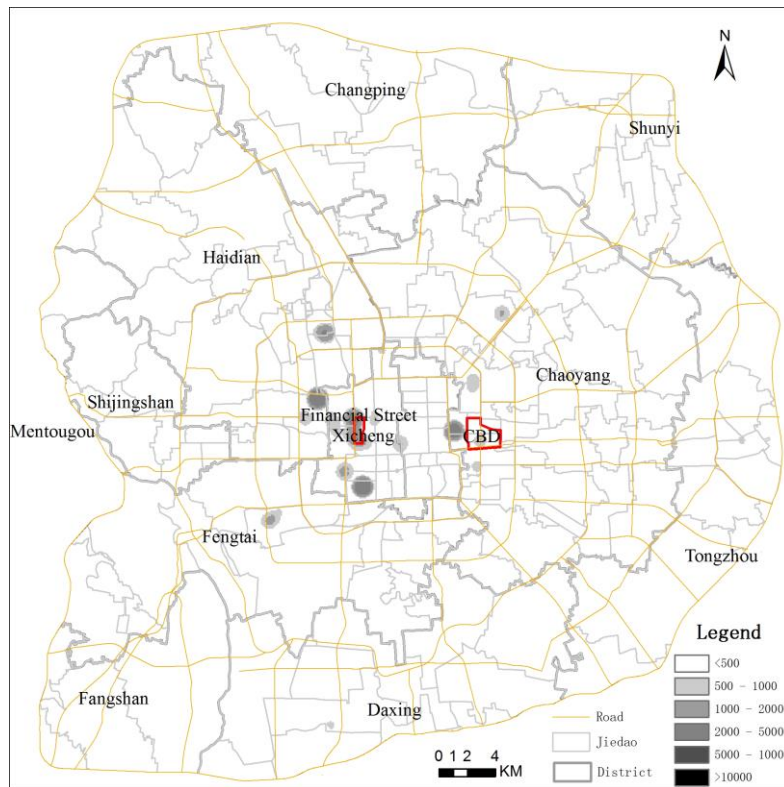 N
Changping
Shunyi
Haidian
Chaoyang
Shijingshan
Financial Street
Mentougou
Xicheng
CBD
Fengtai
Tongzhou
Legend
<500
500 - 1000
1000 - 2000
2000 - 5000
5000 - 1000
>10000
Fangshan
Daxing
Road
Jiedao
District
0 1 2 4
KM